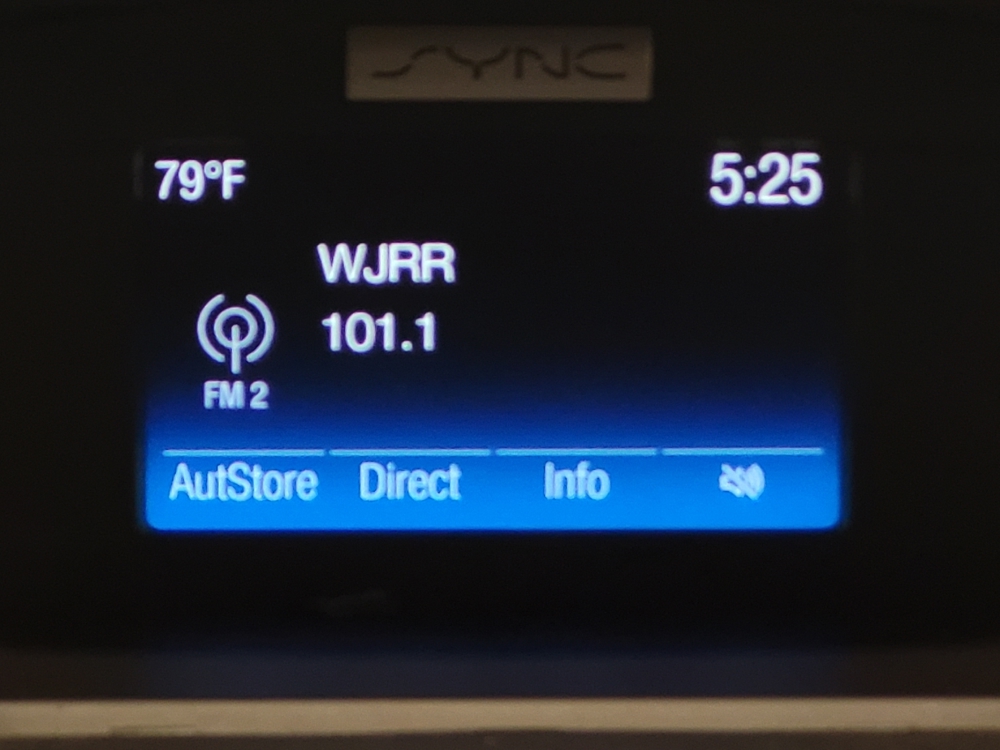 SYNC
79°F 5:25
WJRR
101.1
FM 2
AutStore Direct Info